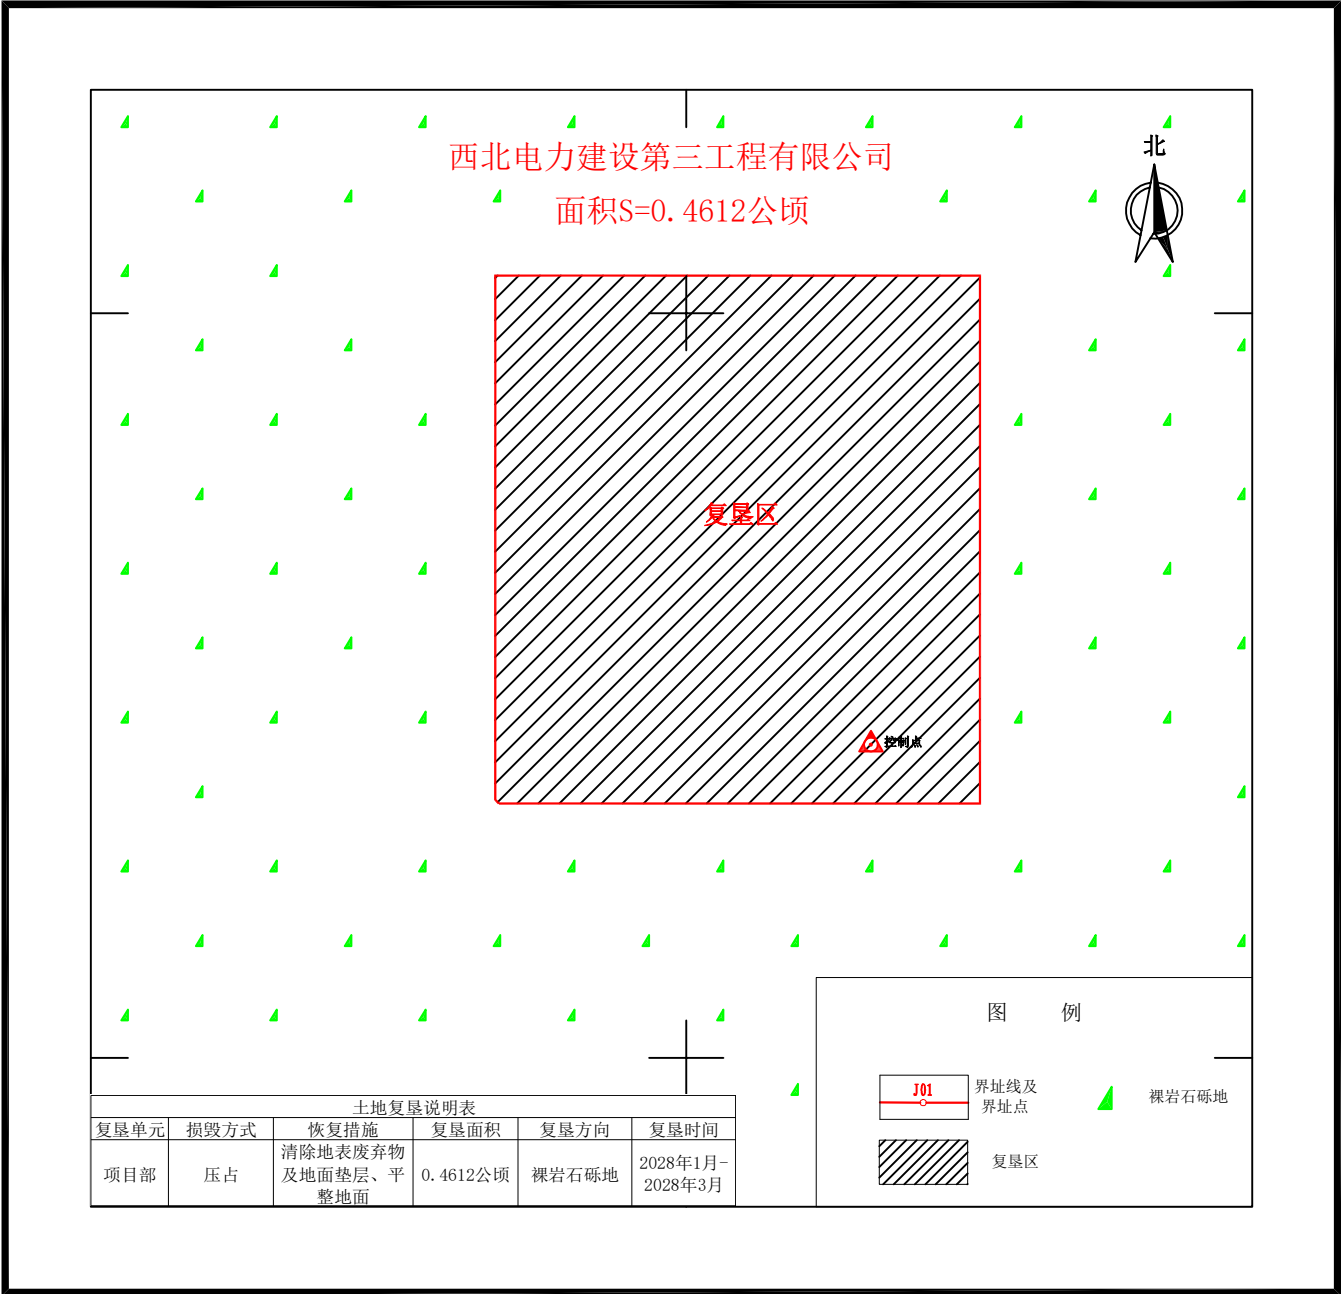 西北电力建设第三工程有限公司
面积S=0.4612公顷
北
复垦区
控制点
图 例
J01
界址线及
界址点
裸岩石砾地
复垦区
土地复垦说明表
复垦单元 损毁方式 恢复措施 复垦面积 复垦方向 复垦时间
项目部 压占 清除地表废弃物
及地面垫层、平
整地面 0.4612公顷 裸岩石砾地 2028年1月-
2028年3月